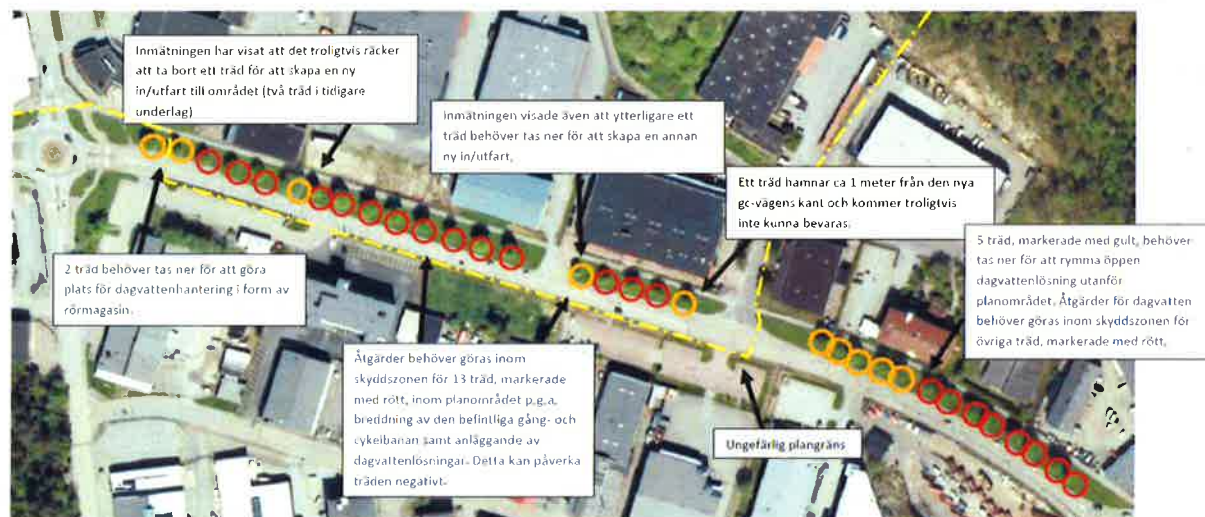 Inmätningen har visat att det troligtvis räcker
att ta bort ett träd för att skapa en ny
in/utfart till området (två träd i tidigare
underlag)
Inmätningen visade även att ytterligare ett
träd behöver tas ner för att skapa en annan
ny in/utfart.
Ett träd hamnar ca 1 meter från den nya
gc-vägens kant och kommer troligtvis
inte kunna bevaras.
5 träd, markerade med gult, behöver
tas ner för att rymma öppen
dagvattenlösning utanför
planområdet. Åtgärder för dagvatten
behöver göras inom skyddszonen för
övriga träd, markerade med rött.
2 träd behöver tas ner för att göra
plats för dagvattenhantering i form av
rörmagasin.
Åtgärder behöver göras inom
skyddszonen för 13 träd, markerade
med rött, inom planområdet p.g.a.
breddning av den befintliga gång- och
cykelbanan samt anläggande av
dagvattenlösningar. Detta kan påverka
träden negativt.
Ungefärlig plangräns